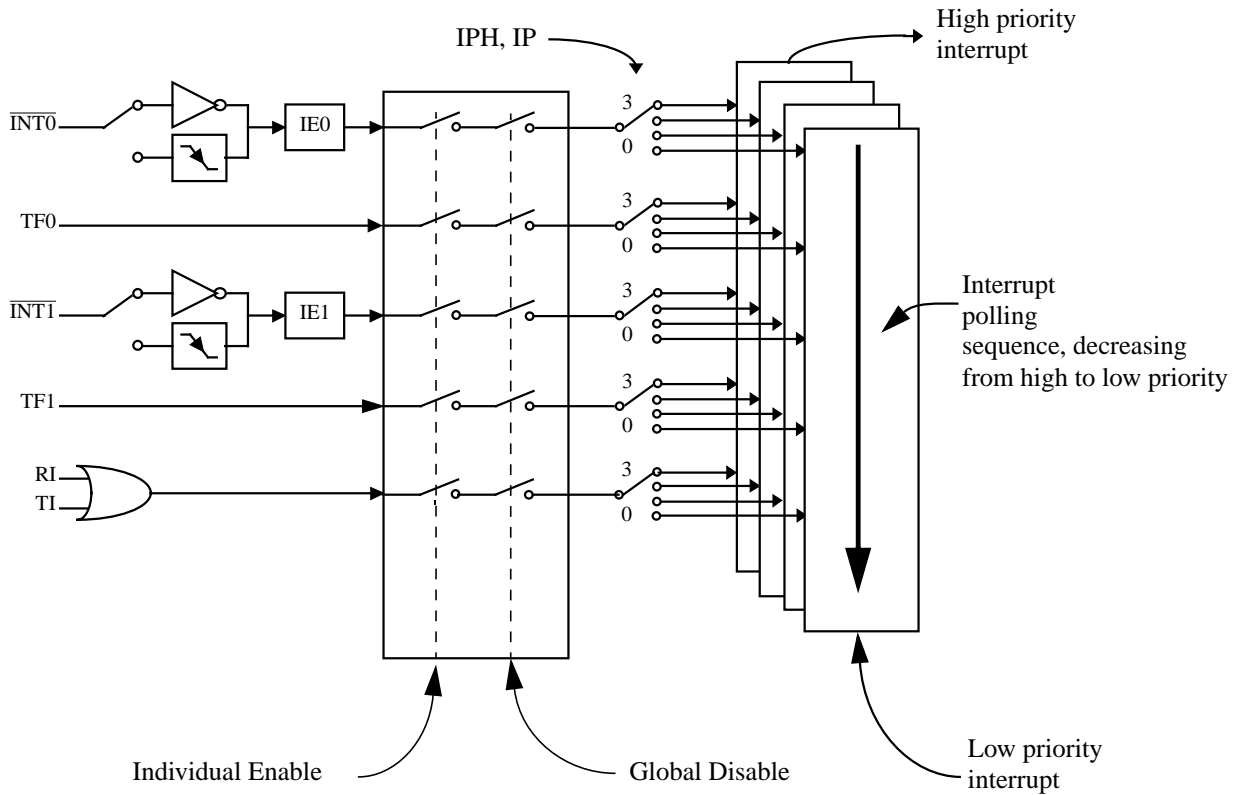 High priority
interrupt
IPH, IP
INT0
IE0
3
0
TF0
3
0
INT1
IE1
3
0
Interrupt
polling
sequence, decreasing
from high to low priority
TF1
3
0
RI
TI
3
0
Individual Enable
Global Disable
Low priority
interrupt